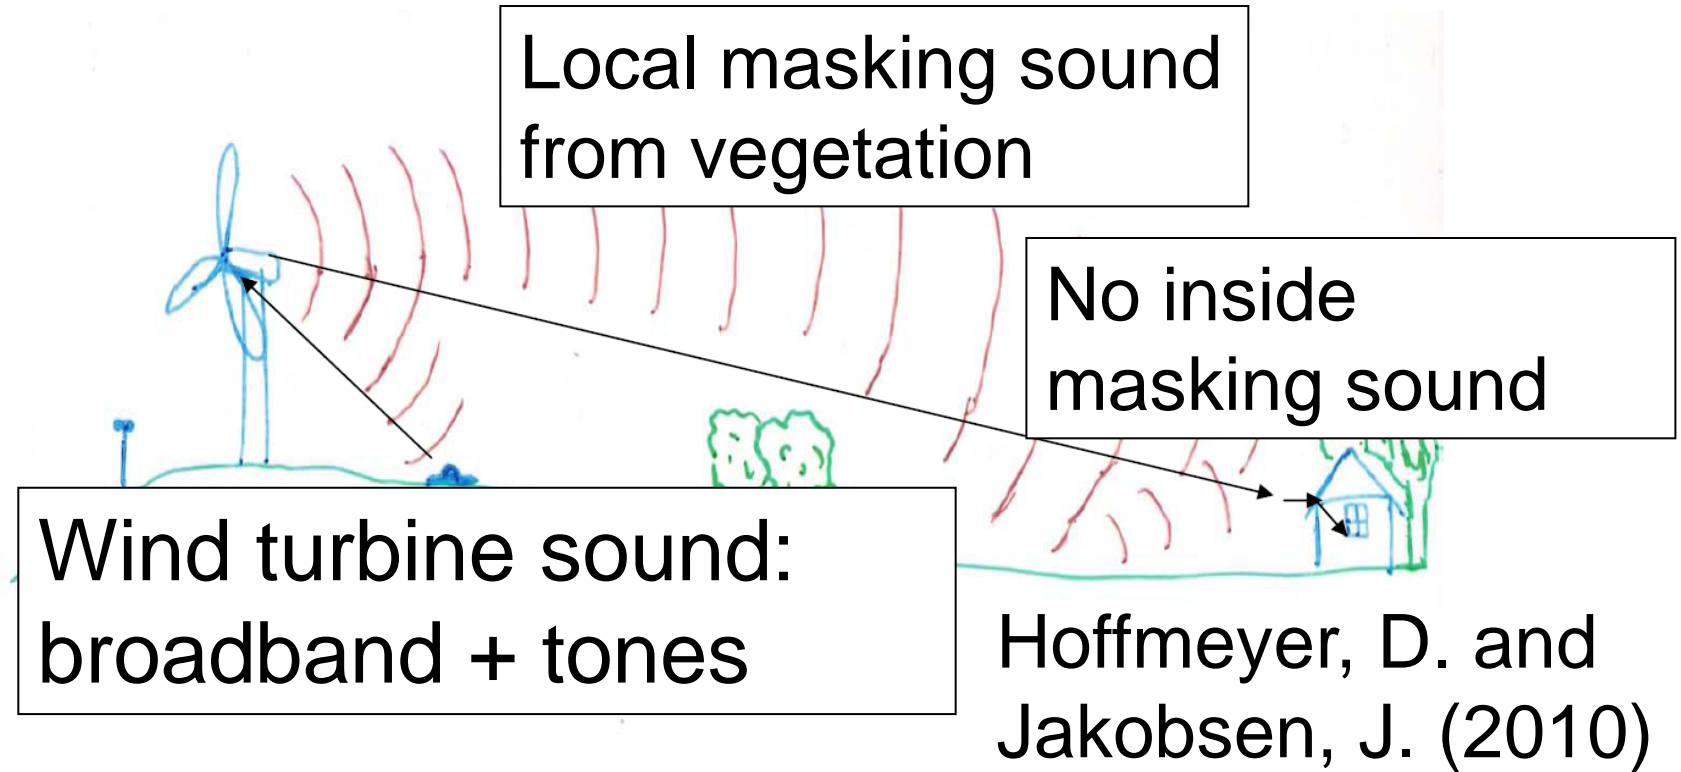 Local masking sound
from vegetation
No inside
masking sound
Wind turbine sound:
broadband + tones
Hoffmeyer, D. and
Jakobsen, J. (2010)